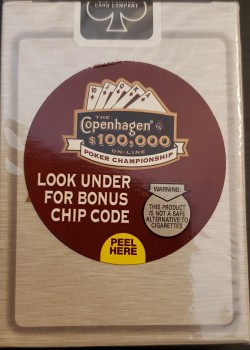 CARD COMPANY
THE
Copenhagen®
$100,000
ON-LINE
POKER CHAMPIONSHIP
LOOK UNDER
FOR BONUS
CHIP CODE
WARNING:
THIS PRODUCT
IS NOT A SAFE
ALTERNATIVE TO
CIGARETTES
PEEL
HERE